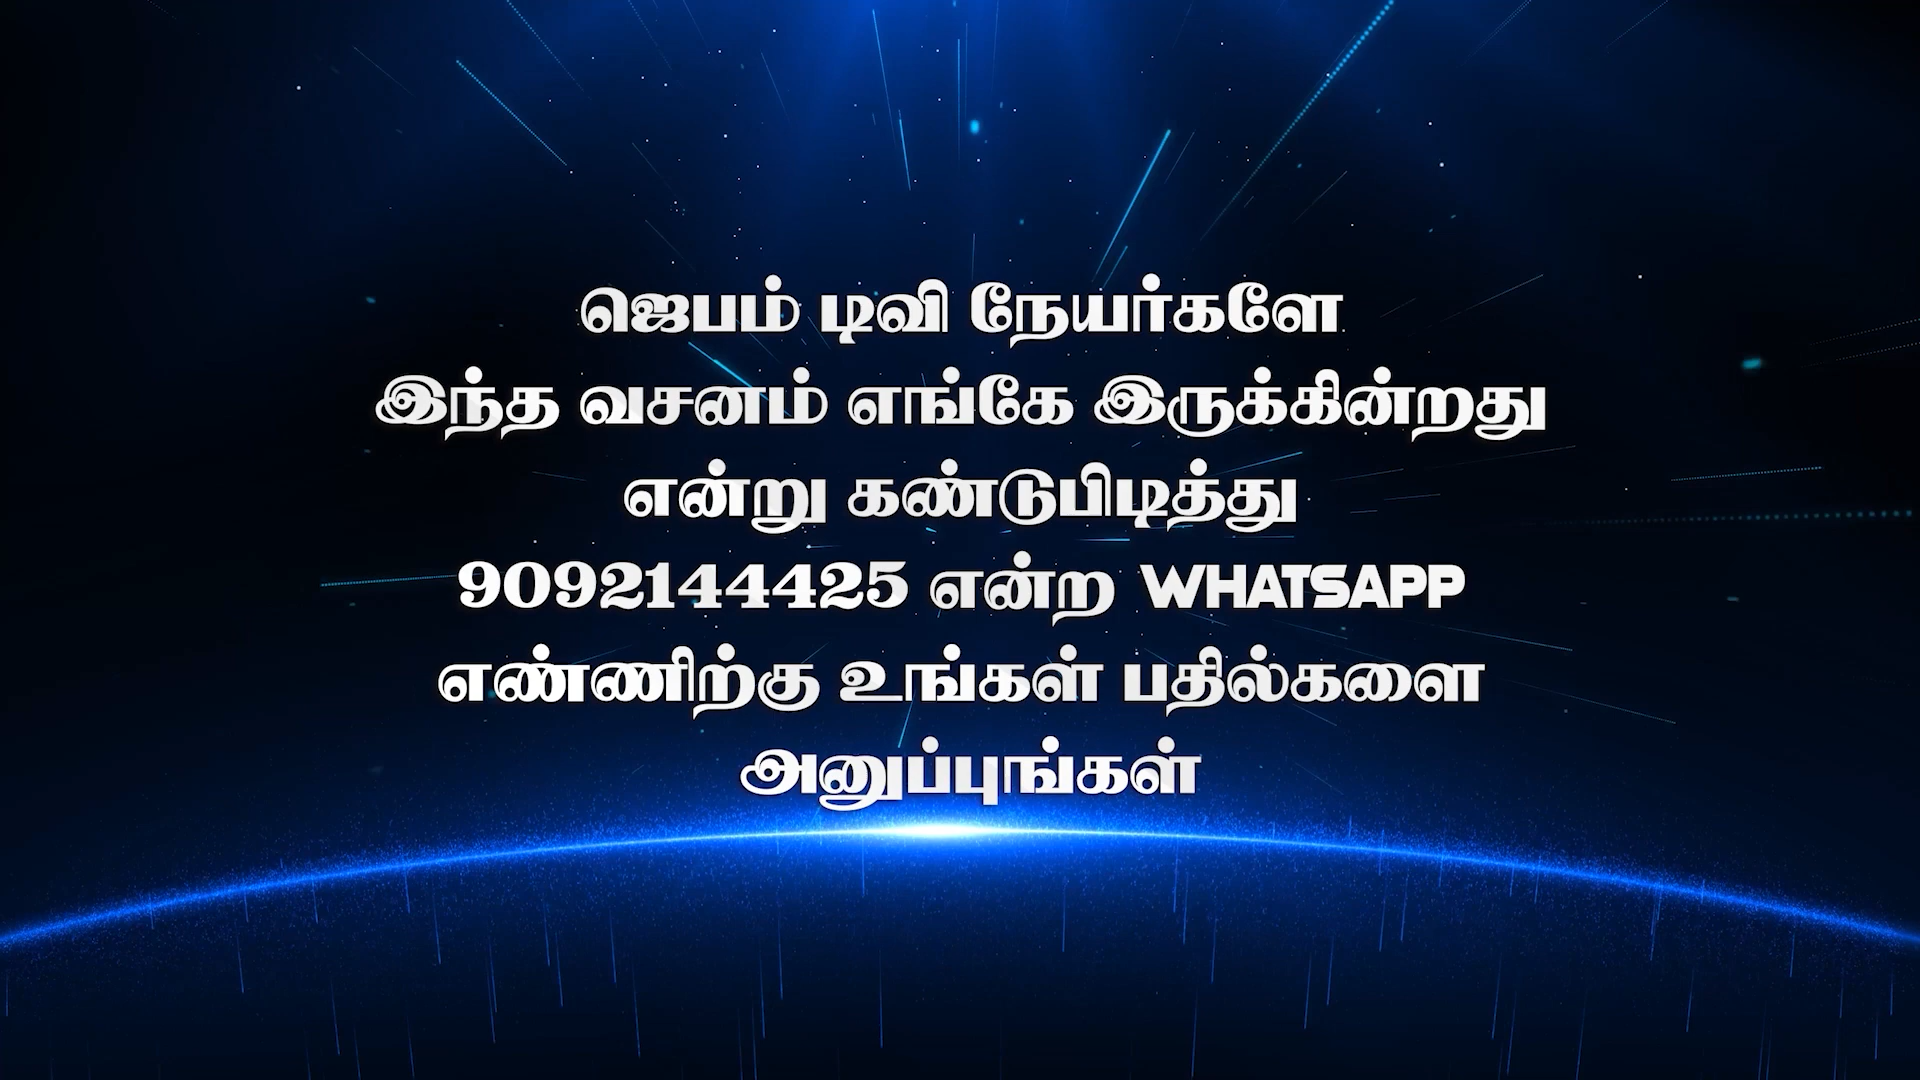 ஜெபம் டிவி நேயர்களே
இந்த வசனம் எங்கே இருக்கின்றது
என்று கண்டுபிடித்து
9092144425 என்ற WHATSAPP
எண்ணிற்கு உங்கள் பதில்களை
அனுப்புங்கள்